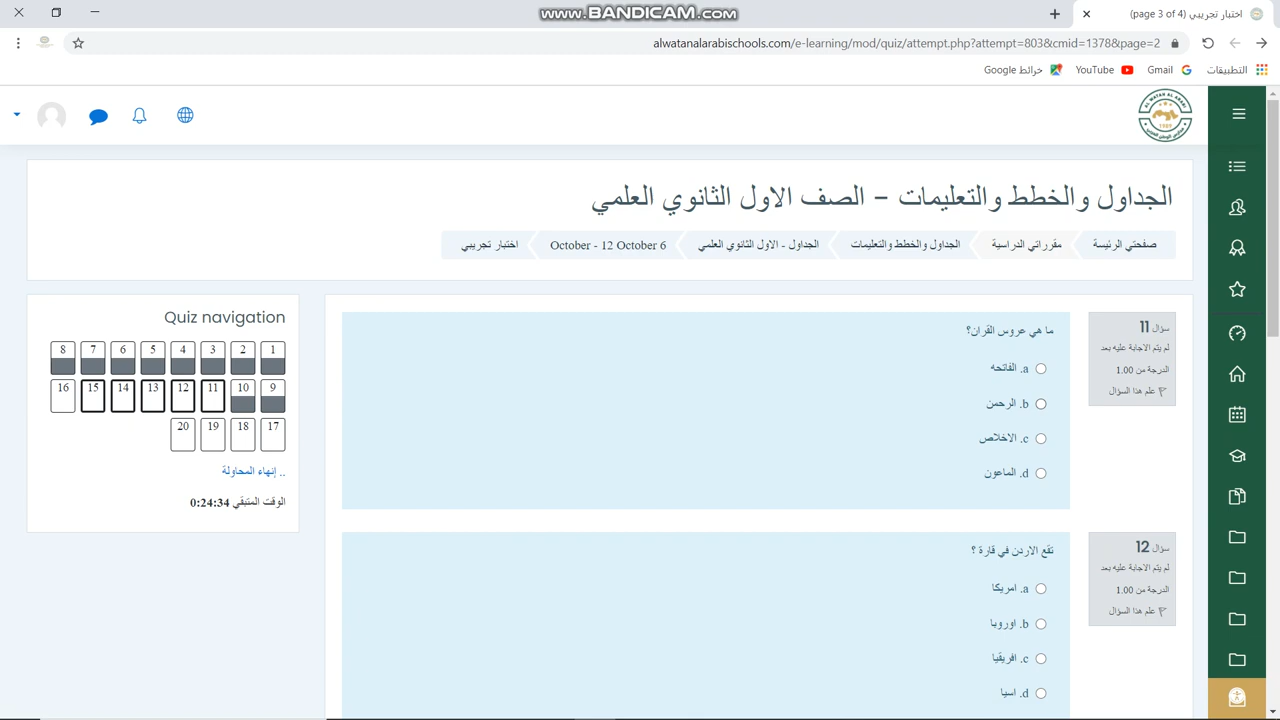 www.BANDICAM.com
اختبار تجريبي (page 3 of 4)
alwatanalarabischools.com/e-learning/mod/quiz/attempt.php?attempt=803&cmid=1378&page=2
التطبيقات
Gmail
YouTube
خرائط Google
AL WATAN AL ARABI
1989
الجداول والخطط والتعليمات – الصف الاول الثانوي العلمي
صفحتي الرئيسة
مقرراتي الدراسية
الجداول والخطط والتعليمات
الجداول - الاول الثانوي العلمي
October - 12 October 6
اختبار تجريبي
سؤال 11
لم يتم الاجابة عليه بعد
الدرجة من 1.00
علم هذا السؤال
ما هي عروس القران؟
a. الفاتحه
b. الرحمن
c. الاخلاص
d. الماعون
سؤال 12
لم يتم الاجابة عليه بعد
الدرجة من 1.00
علم هذا السؤال
تقع الاردن في قارة ؟
a. امريكا
b. اوروبا
c. افريقيا
d. اسيا
Quiz navigation
1 2 3 4 5 6 7 8
9 10 11 12 13 14 15 16
17 18 19 20
إنهاء المحاولة ..
الوقت المتبقي 0:24:34